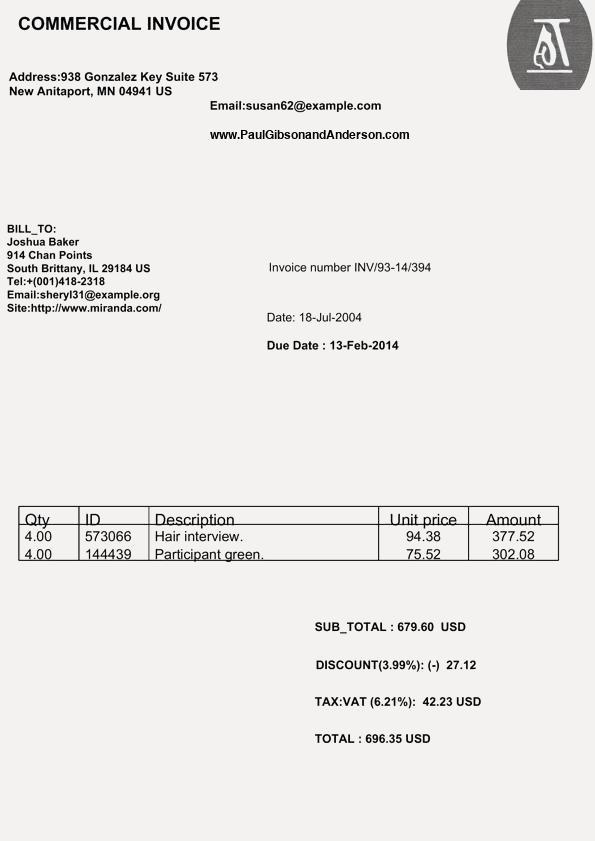 COMMERCIAL INVOICE
Address:938 Gonzalez Key Suite 573
New Anitaport, MN 04941 US
Email:susan62@example.com
www.PaulGibsonandAnderson.com
BILL_TO:
Joshua Baker
914 Chan Points
South Brittany, IL 29184 US
Tel:+(001)418-2318
Email:sheryl31@example.org
Site:http://www.miranda.com/
Invoice number INV/93-14/394
Date: 18-Jul-2004
Due Date : 13-Feb-2014
Qty ID Description Unit price Amount
4.00 573066 Hair interview. 94.38 377.52
4.00 144439 Participant green. 75.52 302.08
SUB_TOTAL : 679.60 USD
DISCOUNT(3.99%): (-) 27.12
TAX:VAT (6.21%): 42.23 USD
TOTAL : 696.35 USD